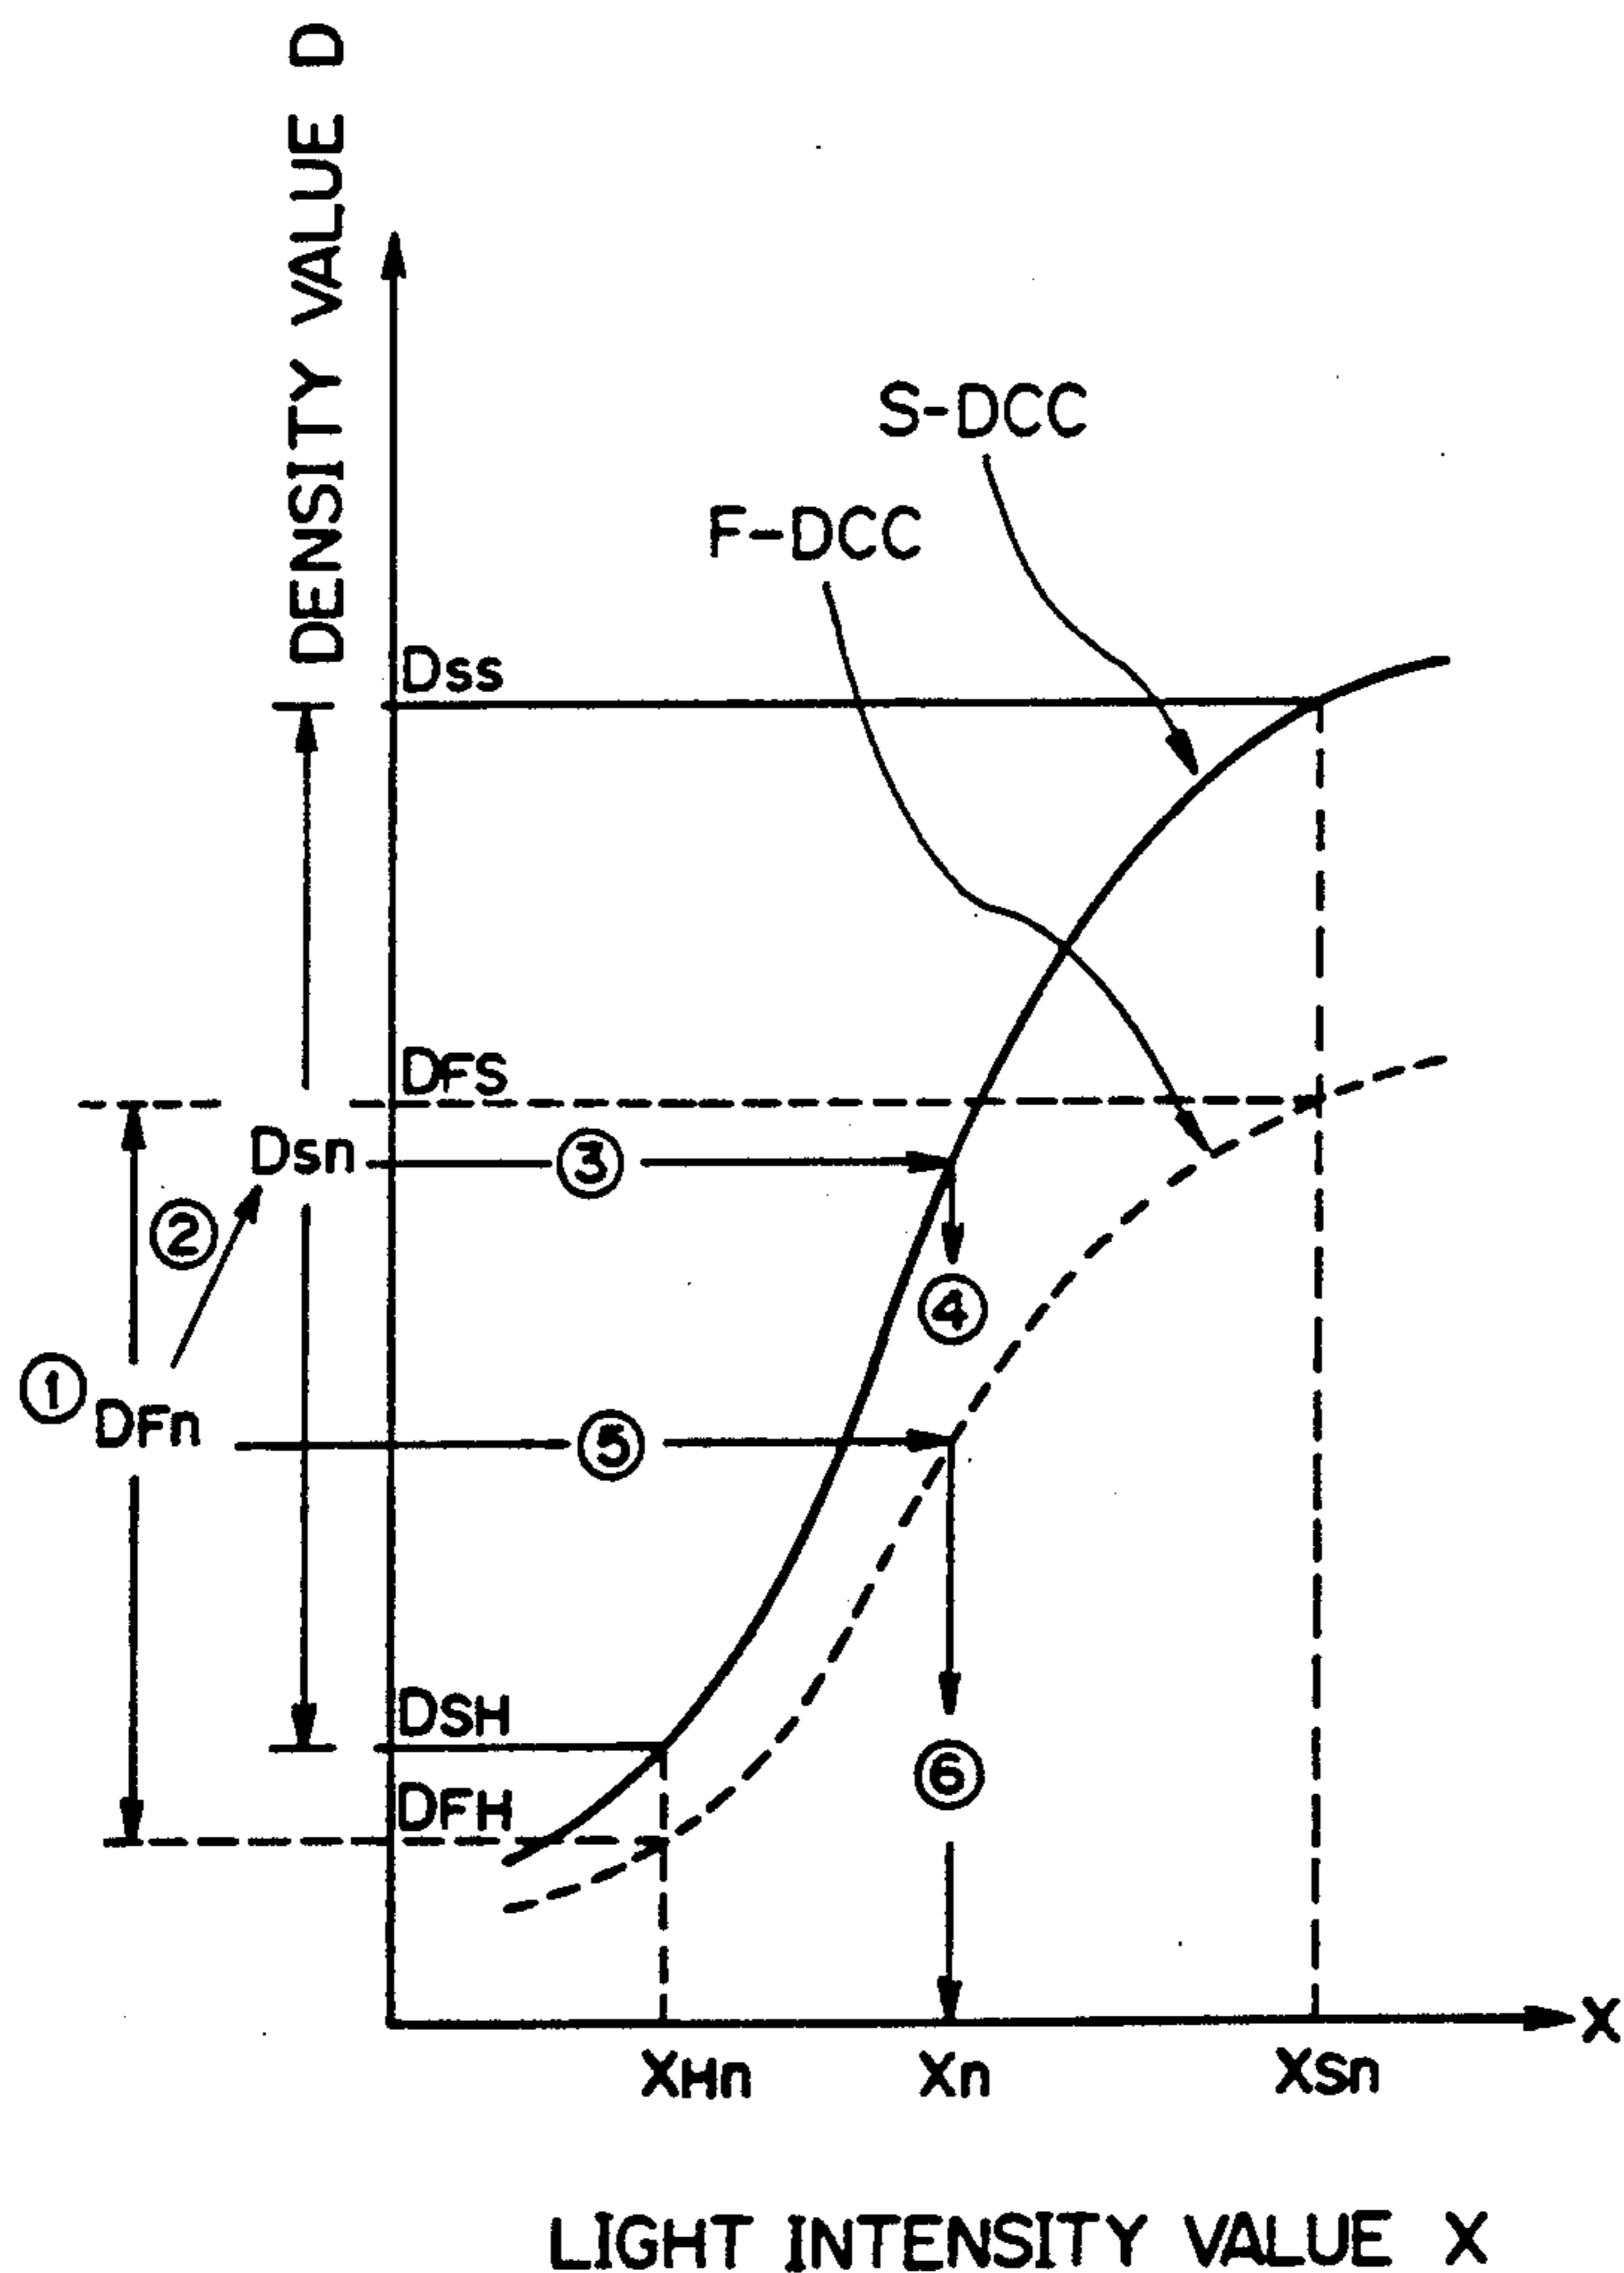 DENSITY VALUE D
S-DCC
F-DCC
Dss
DFS
Dsn
③
②
④
①
DFn
⑤
DSH
⑥
DFH
X
XHn
Xn
XSn
LIGHT INTENSITY VALUE X